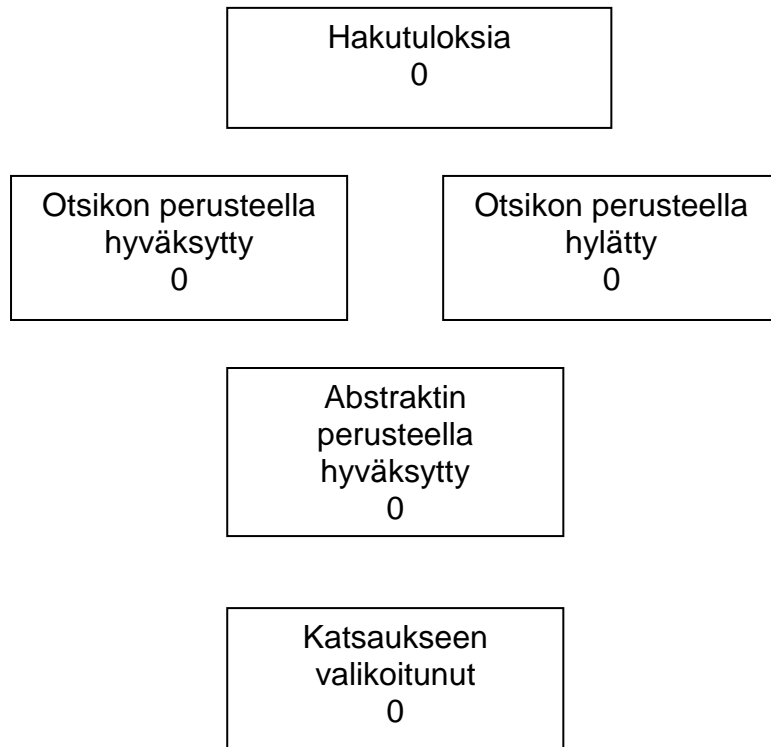 Hakutuloksia
0
Otsikon perusteella
hyväksytty
0
Otsikon perusteella
hylätty
0
Abstraktin
perusteella
hyväksytty
0
Katsaukseen
valikoitunut
0